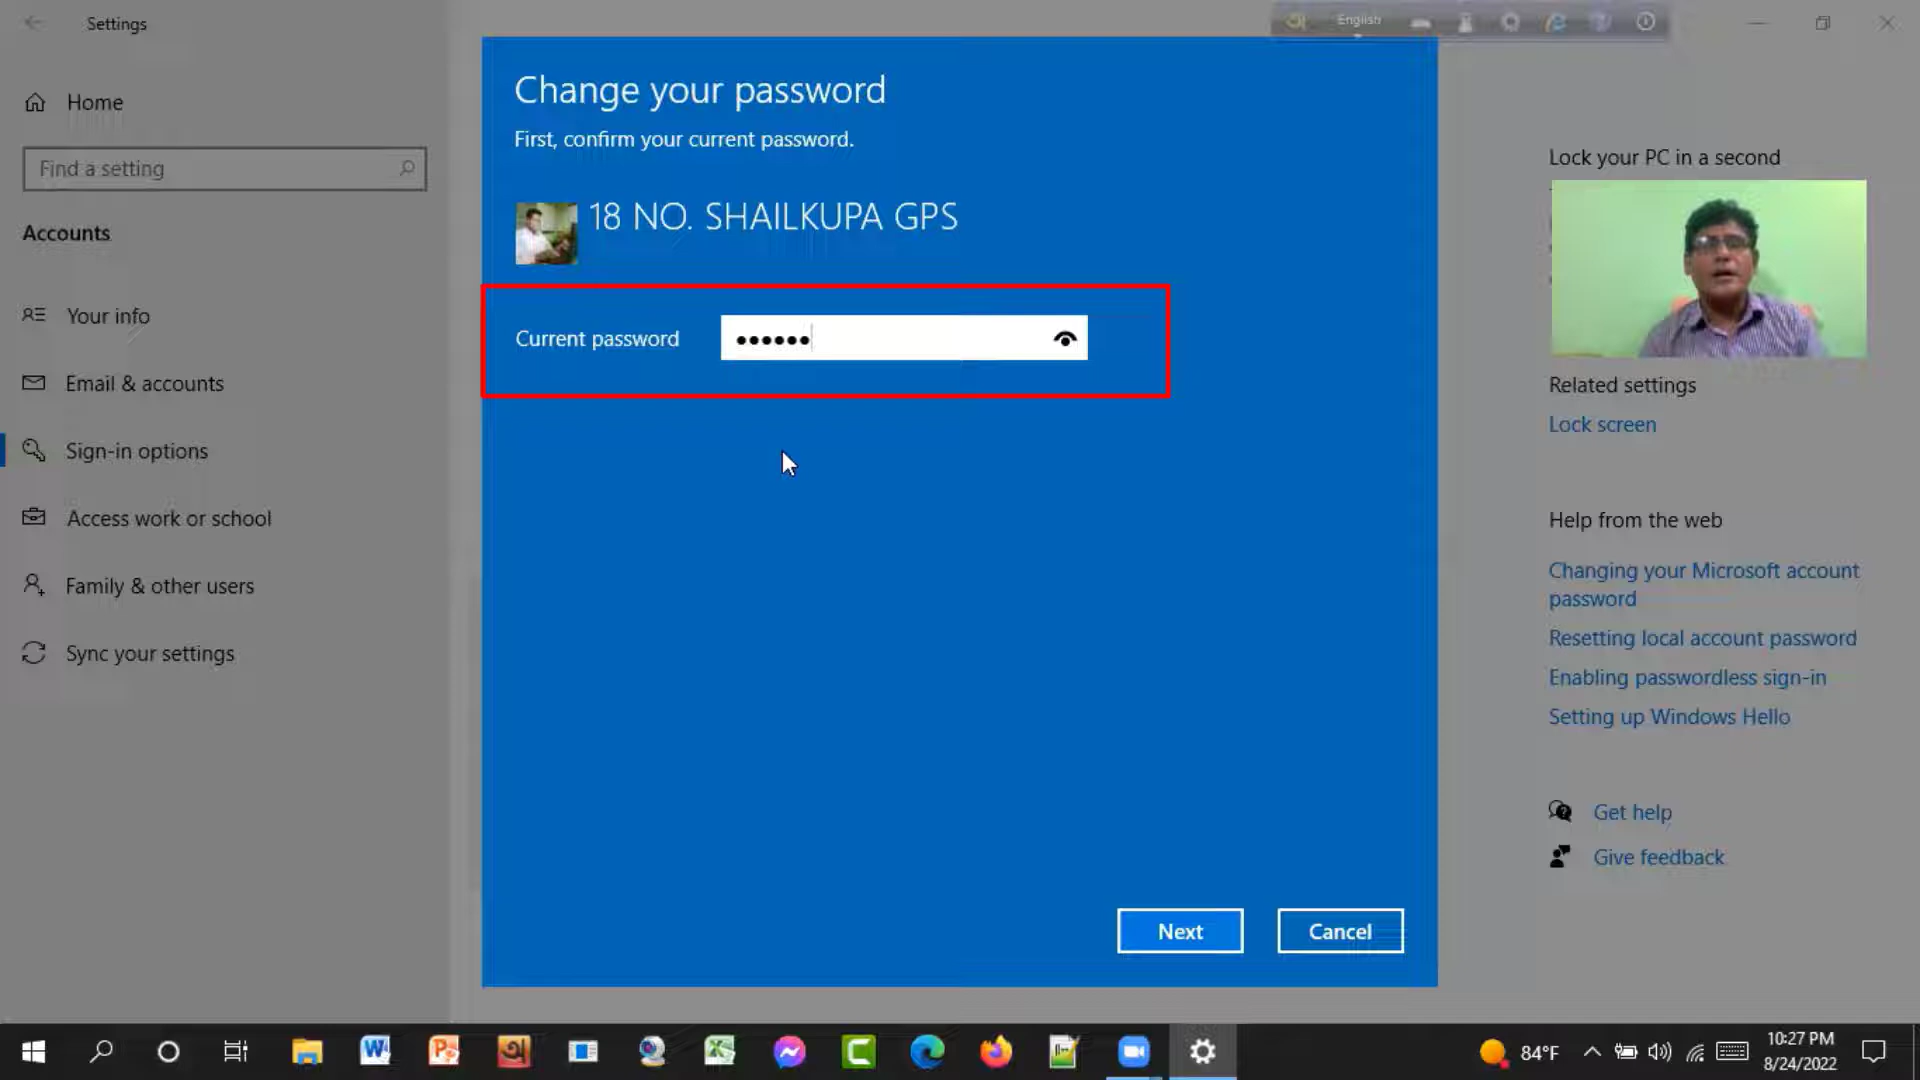 Settings
English
Home
Find a setting
Accounts
Your info
Email & accounts
Sign-in options
Access work or school
Family & other users
Sync your settings
Change your password
First, confirm your current password.
18 NO. SHAILKUPA GPS
Current password
Next
Cancel
Lock your PC in a second
Related settings
Lock screen
Help from the web
Changing your Microsoft account
password
Resetting local account password
Enabling passwordless sign-in
Setting up Windows Hello
Get help
Give feedback
84°F
10:27 PM
8/24/2022